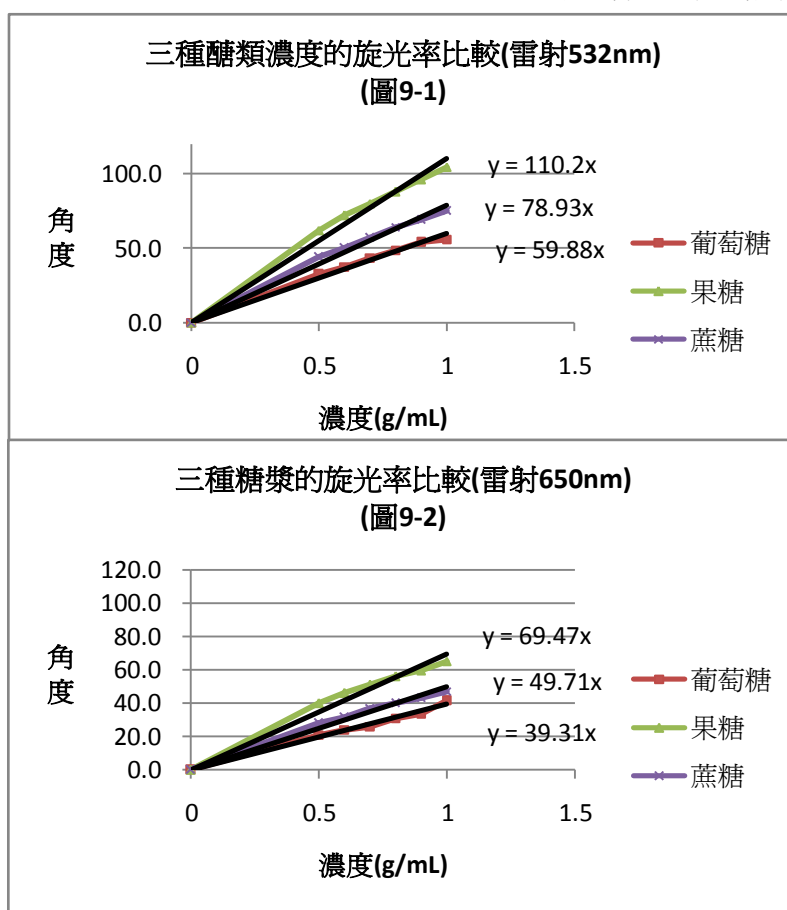 三種醣類濃度的旋光率比較(雷射532nm)
(圖9-1)
100.0
50.0
0.0
角度
y = 110.2x
y = 78.93x
y = 59.88x
葡萄糖
果糖
蔗糖
0 0.5 1 1.5
濃度(g/mL)
三種糖漿的旋光率比較(雷射650nm)
(圖9-2)
120.0
100.0
80.0
60.0
40.0
20.0
0.0
角度
y = 69.47x
y = 49.71x
y = 39.31x
葡萄糖
果糖
蔗糖
0 0.5 1 1.5
濃度(g/mL)